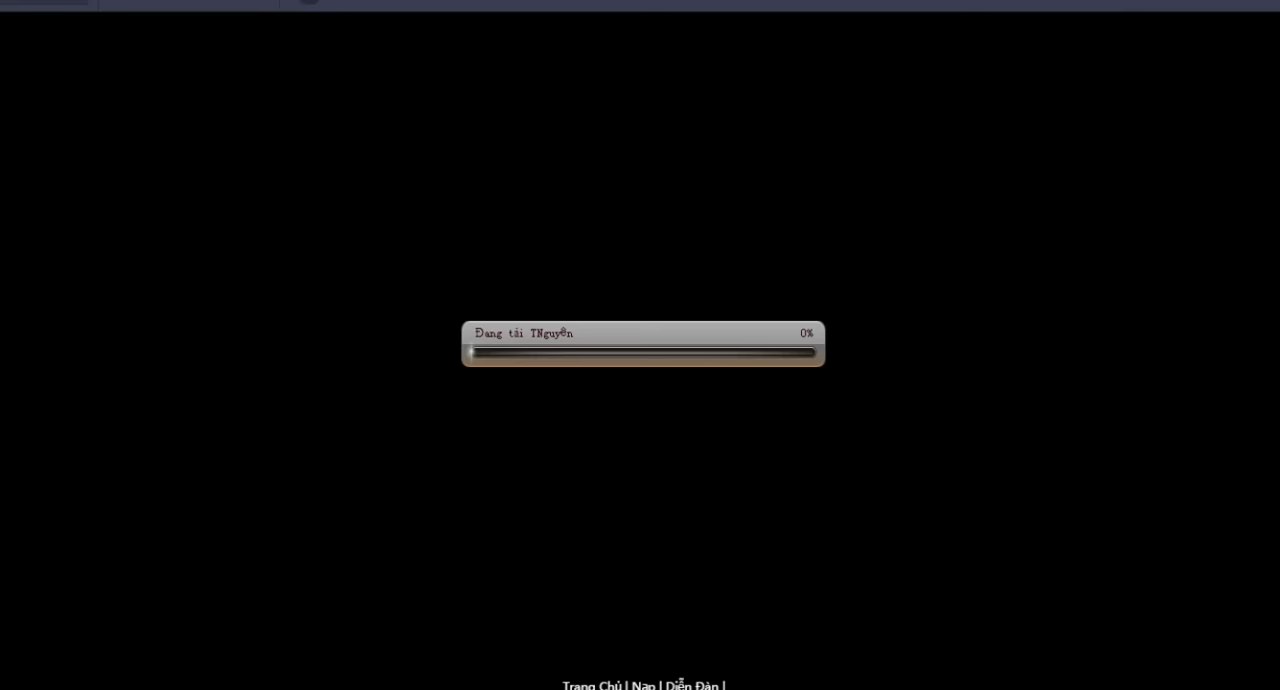 Đang tải TNguyên 0%
Trang Chủ | Nạp | Diễn Đàn |